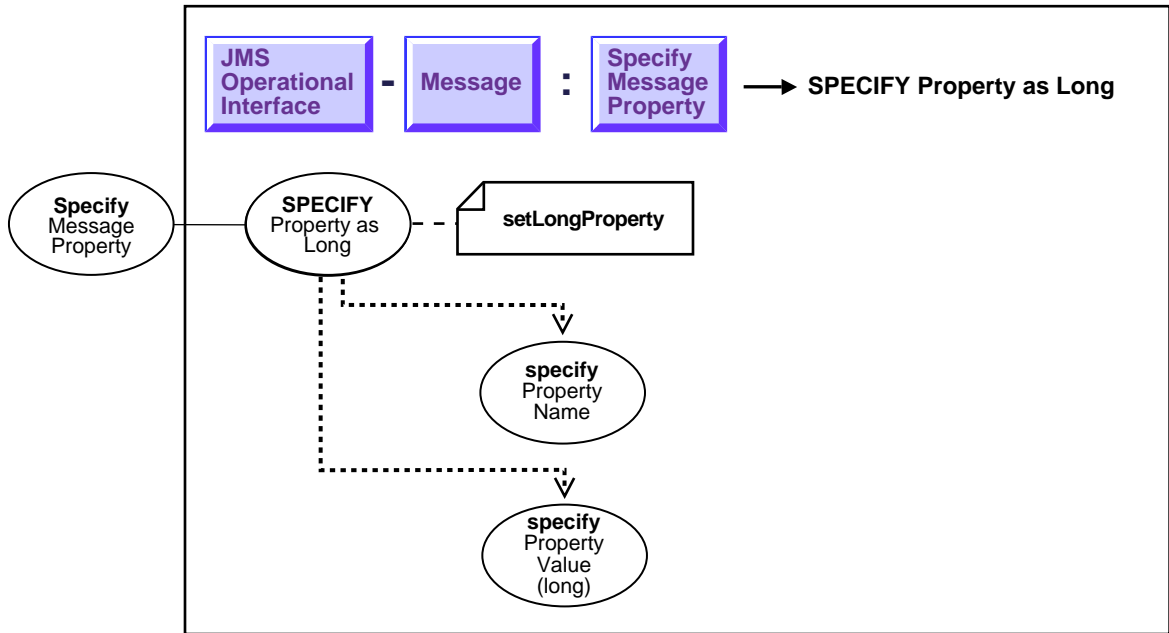 JMS
Operational
Interface
-
Message
:
Specify
Message
Property
SPECIFY Property as Long
Specify
Message
Property
SPECIFY
Property as
Long
setLongProperty
specify
Property
Name
specify
Property
Value
(long)